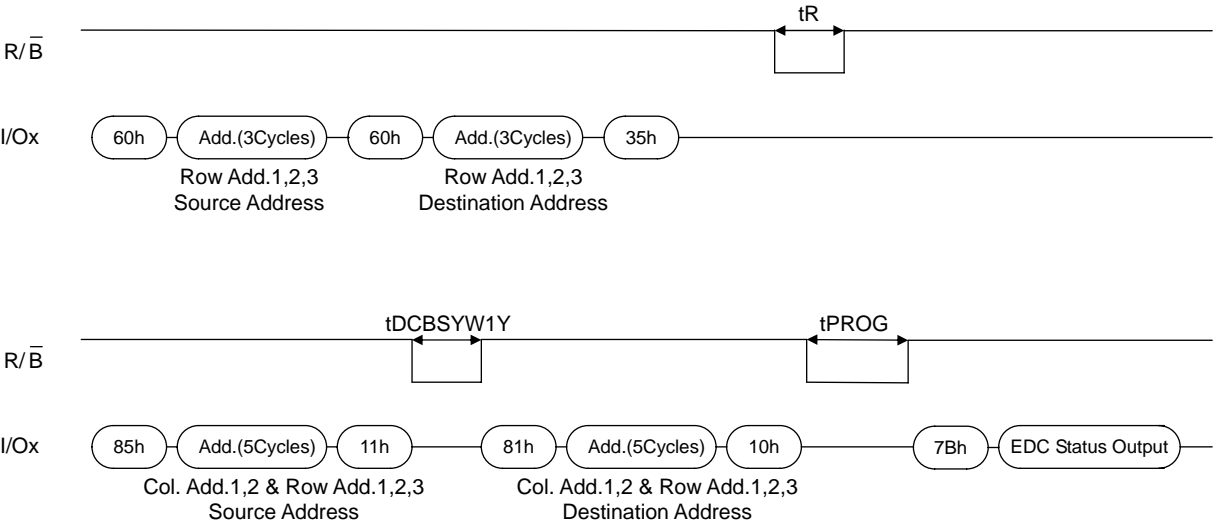 tR
R/B̅
I/Ox 60h Add.(3Cycles) 60h Add.(3Cycles) 35h
Row Add.1,2,3 Row Add.1,2,3
Source Address Destination Address
tDCBSYW1Y tPROG
R/B̅
I/Ox 85h Add.(5Cycles) 11h 81h Add.(5Cycles) 10h 7Bh EDC Status Output
Col. Add.1,2 & Row Add.1,2,3 Col. Add.1,2 & Row Add.1,2,3
Source Address Destination Address